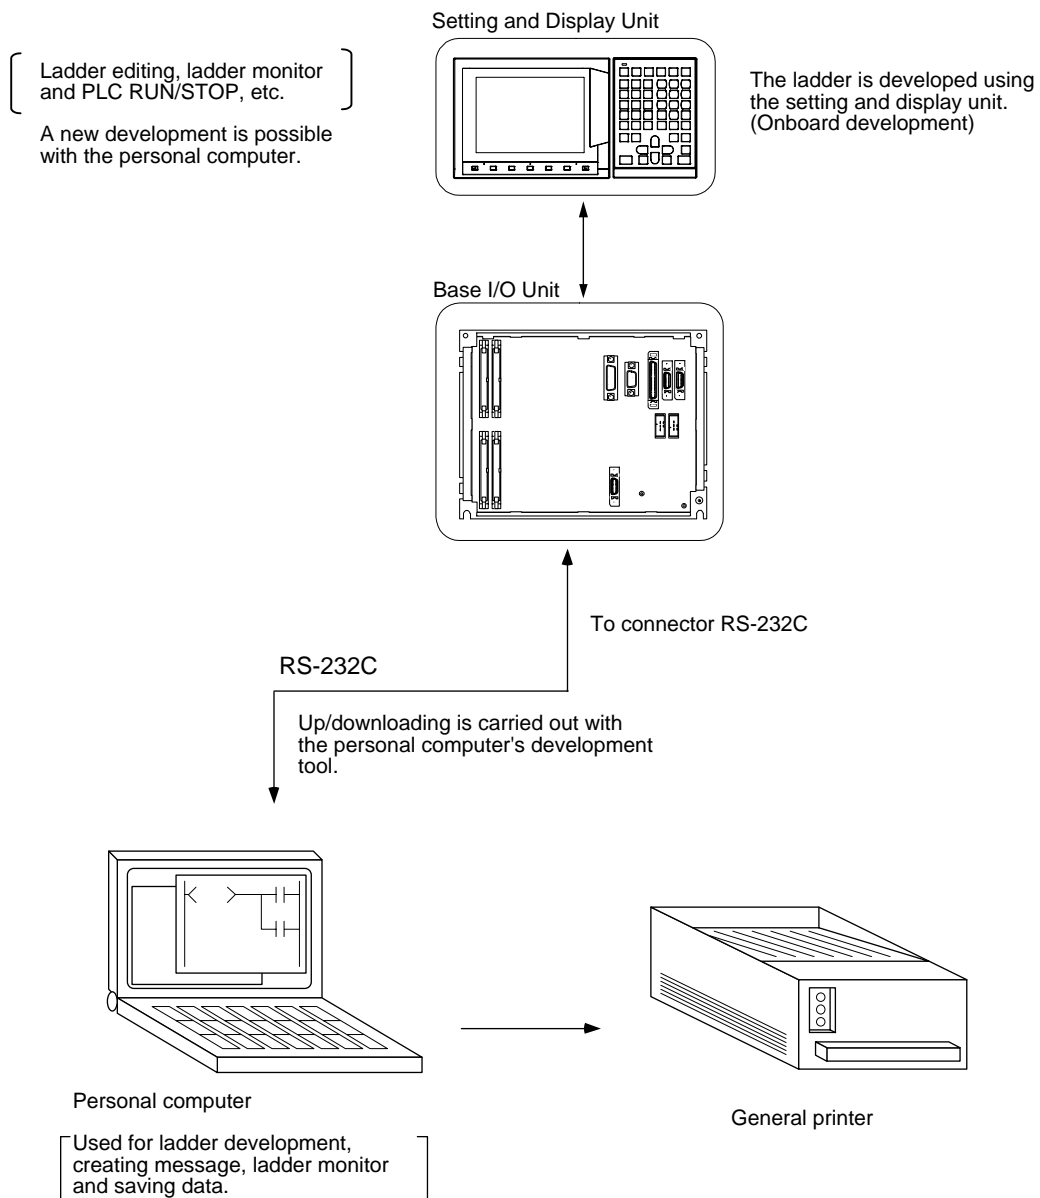 Setting and Display Unit
Ladder editing, ladder monitor
and PLC RUN/STOP, etc.
A new development is possible
with the personal computer.
The ladder is developed using
the setting and display unit.
(Onboard development)
Base I/O Unit
To connector RS-232C
RS-232C
Up/downloading is carried out with
the personal computer's development
tool.
Personal computer
General printer
Used for ladder development,
creating message, ladder monitor
and saving data.